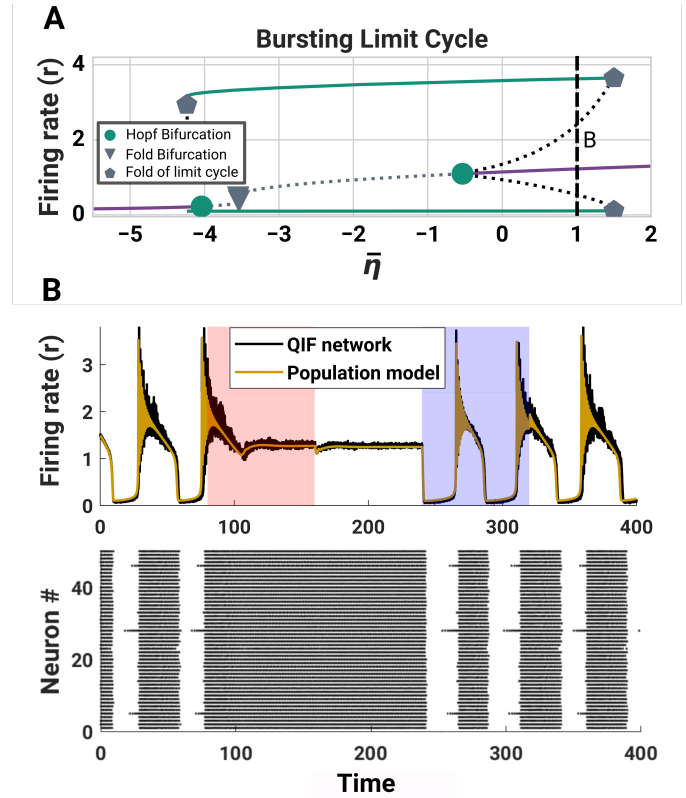 A
Bursting Limit Cycle
Firing rate (r)
4
2
0
Hopf Bifurcation
Fold Bifurcation
Fold of limit cycle
B
−5 −4 −3 −2 −1 0 1 2
η̄
B
Firing rate (r)
3
2
1
0
QIF network
Population model
0 100 200 300 400
Neuron #
40
20
0
0 100 200 300 400
Time